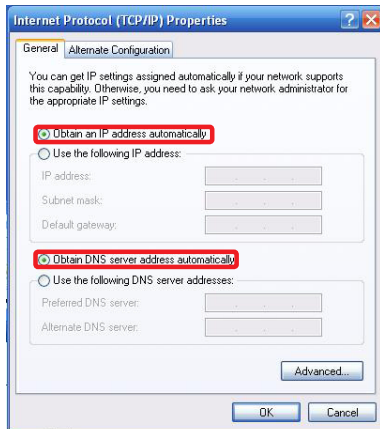 Internet Protocol (TCP/IP) Properties
General
Alternate Configuration
You can get IP settings assigned automatically if your network supports
this capability. Otherwise, you need to ask your network administrator for
the appropriate IP settings.
Obtain an IP address automatically
Use the following IP address:
IP address:
Subnet mask:
Default gateway:
Obtain DNS server address automatically
Use the following DNS server addresses:
Preferred DNS server:
Alternate DNS server:
Advanced...
OK
Cancel